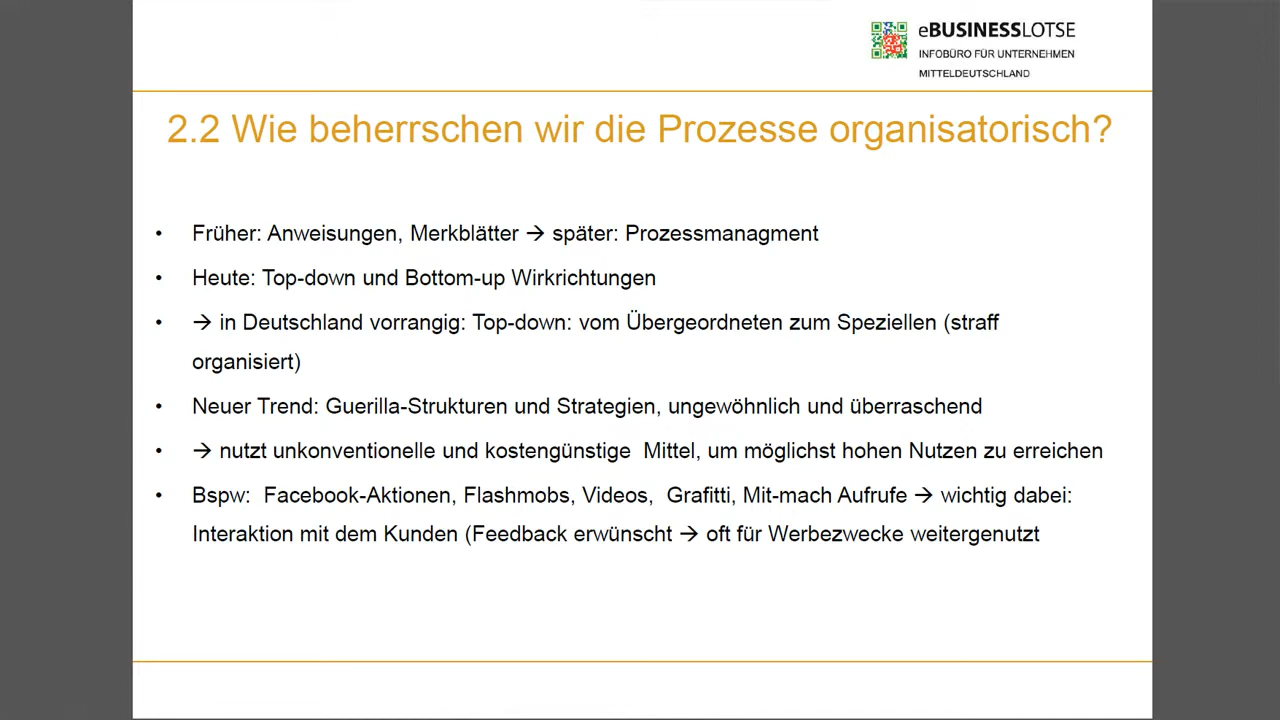 eBUSINESSLOTSE
INFOBÜRO FÜR UNTERNEHMEN
MITTELDEUTSCHLAND
2.2 Wie beherrschen wir die Prozesse organisatorisch?
• Früher: Anweisungen, Merkblätter → später: Prozessmanagment
• Heute: Top-down und Bottom-up Wirkrichtungen
• → in Deutschland vorrangig: Top-down: vom Übergeordneten zum Speziellen (straff
organisiert)
• Neuer Trend: Guerilla-Strukturen und Strategien, ungewöhnlich und überraschend
• → nutzt unkonventionelle und kostengünstige  Mittel, um möglichst hohen Nutzen zu erreichen
• Bspw:  Facebook-Aktionen, Flashmobs, Videos,  Grafitti, Mit-mach Aufrufe → wichtig dabei:
Interaktion mit dem Kunden (Feedback erwünscht → oft für Werbezwecke weitergenutzt